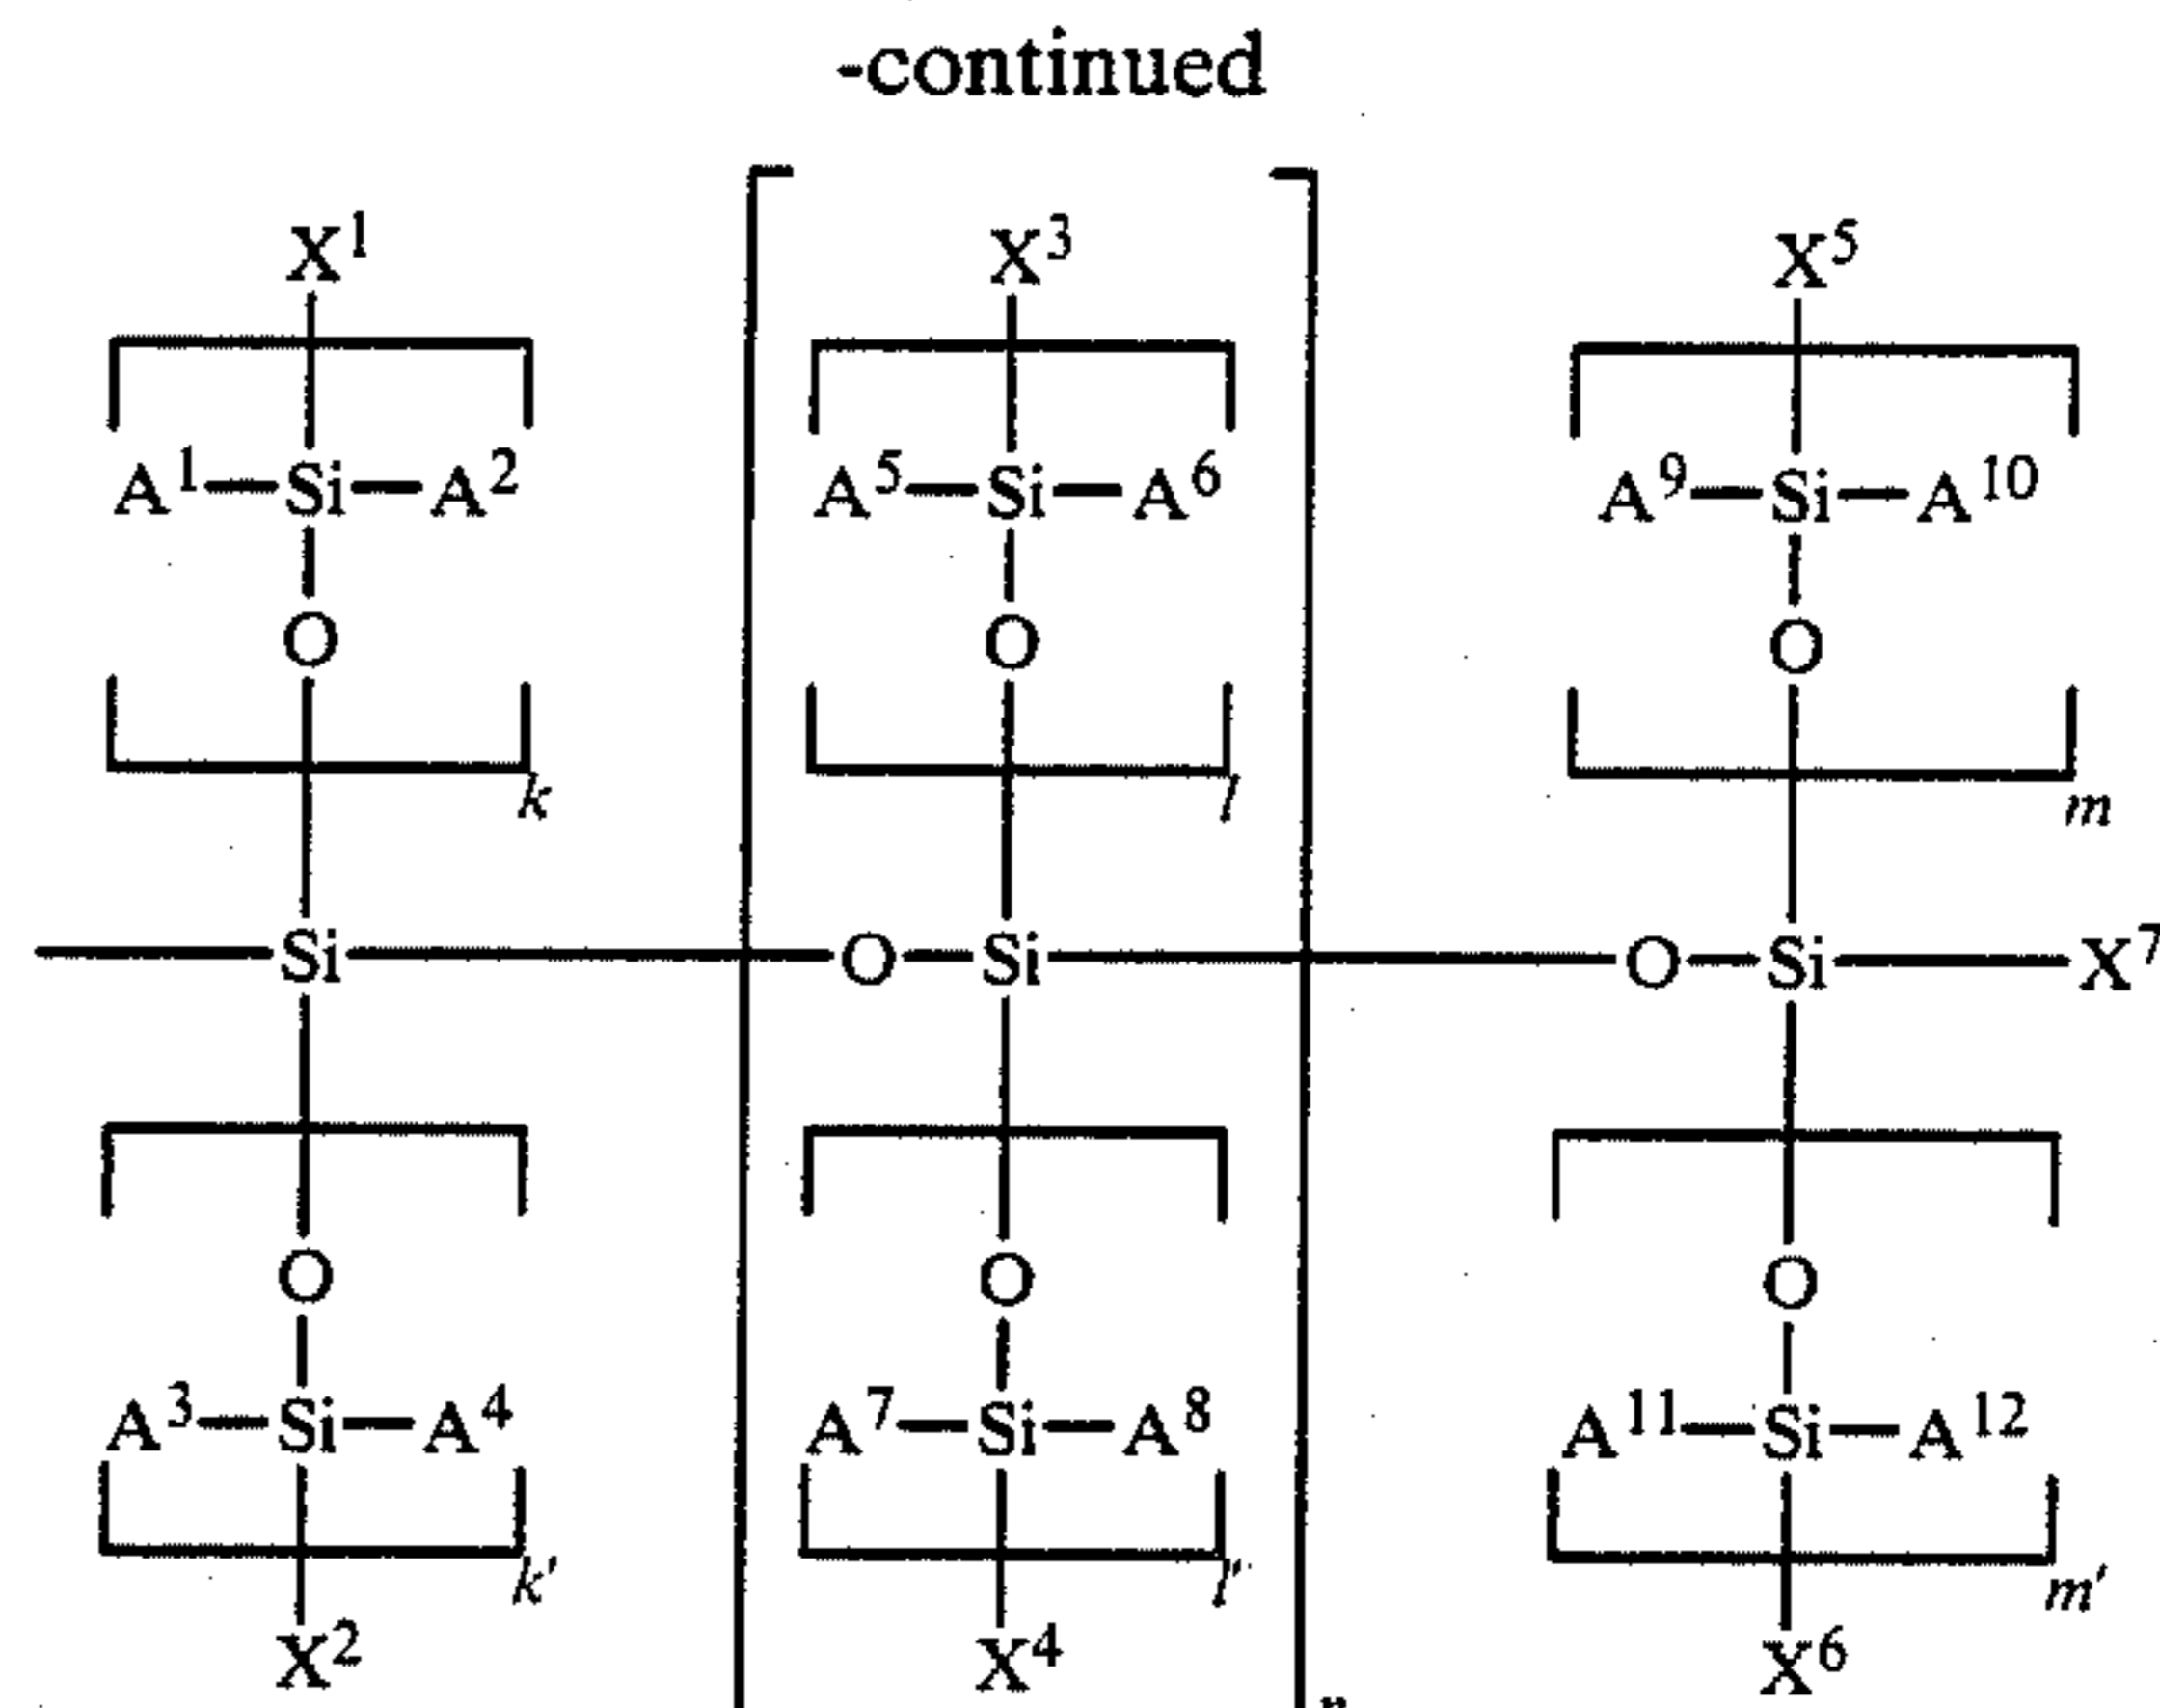 -continued
X1 X3 X5
A1—Si—A2 A5—Si—A6 A9—Si—A10
O O O
k l m
Si O—Si O—Si X7
O O O
A3—Si—A4 A7—Si—A8 A11—Si—A12
k' l' m'
X2 X4 X6
n